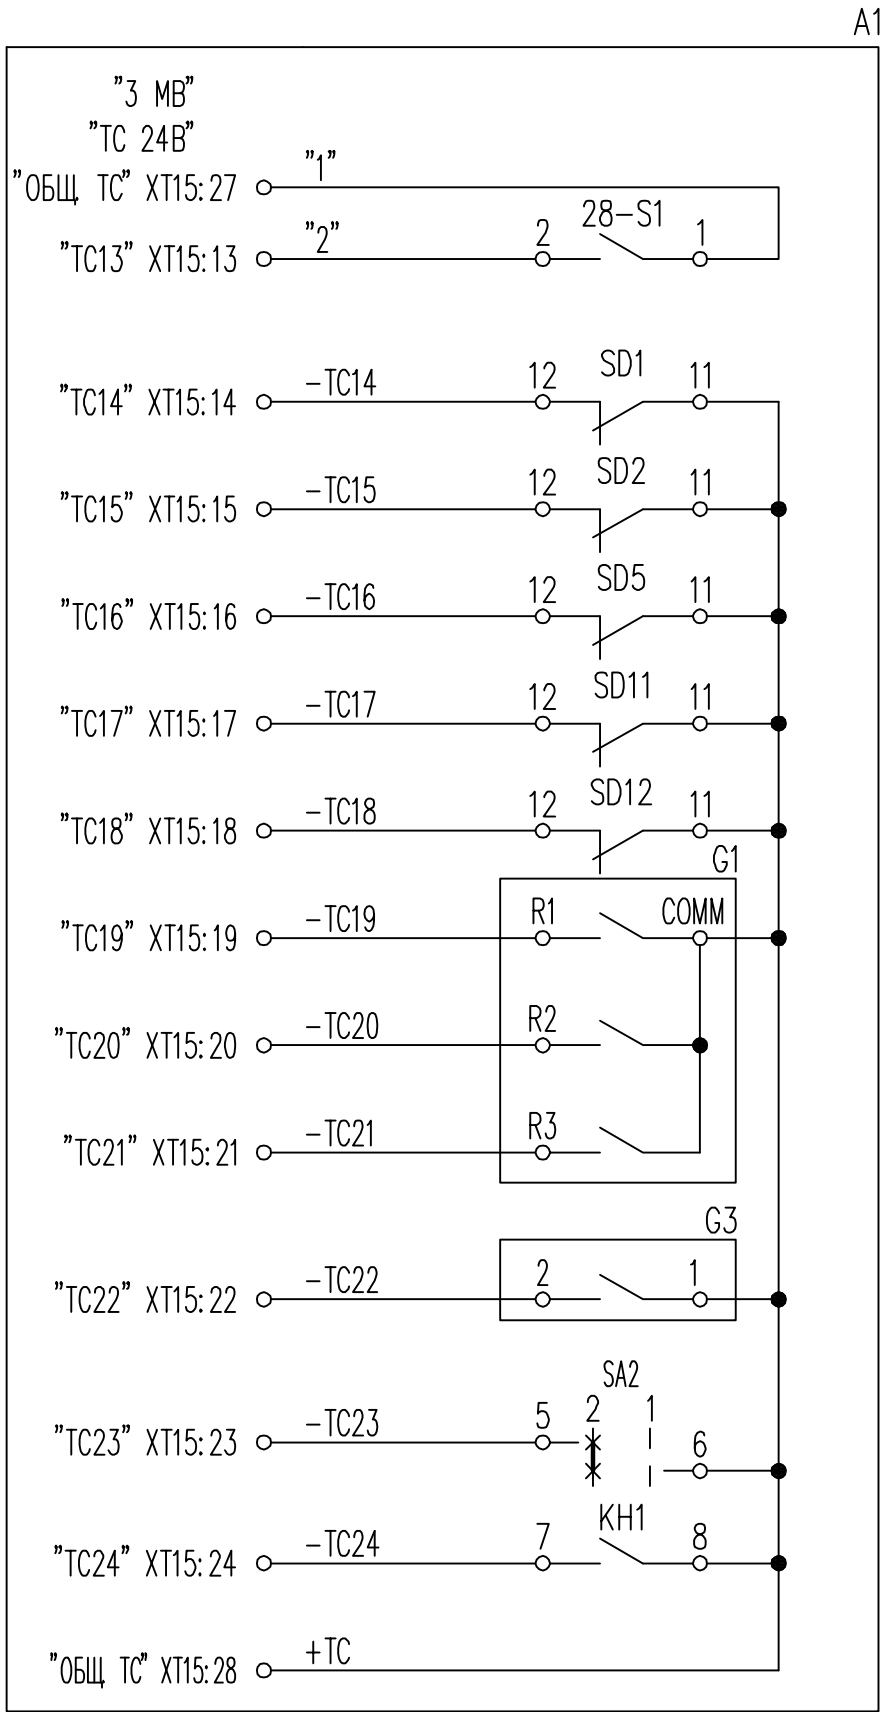 А1
"3 МВ"
"ТС 24В"
"ОБЩ. ТС" ХТ15:27 "1"
28-S1
"ТС13" ХТ15:13 "2" 2 1
SD1
"ТС14" ХТ15:14 -ТС14 12 11
SD2
"ТС15" ХТ15:15 -ТС15 12 11
SD5
"ТС16" ХТ15:16 -ТС16 12 11
SD11
"ТС17" ХТ15:17 -ТС17 12 11
SD12
"ТС18" ХТ15:18 -ТС18 12 11
G1
"ТС19" ХТ15:19 -ТС19 R1 COMM
"ТС20" ХТ15:20 -ТС20 R2
"ТС21" ХТ15:21 -ТС21 R3
G3
"ТС22" ХТ15:22 -ТС22 2 1
SA2
2 1
"ТС23" ХТ15:23 -ТС23 5 6
KH1
"ТС24" ХТ15:24 -ТС24 7 8
"ОБЩ. ТС" ХТ15:28 +ТС